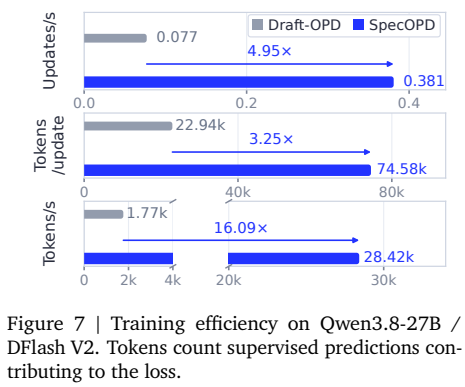 Draft-OPD SpecOPD
Updates/s
0.077
4.95×
0.381
0.0 0.2 0.4
Tokens
/update
22.94k
3.25×
74.58k
0 40k 80k
Tokens/s
1.77k
16.09×
28.42k
0 2k 4k 20k 30k
Figure 7 | Training efficiency on Qwen3.8-27B /
DFlash V2. Tokens count supervised predictions con-
tributing to the loss.